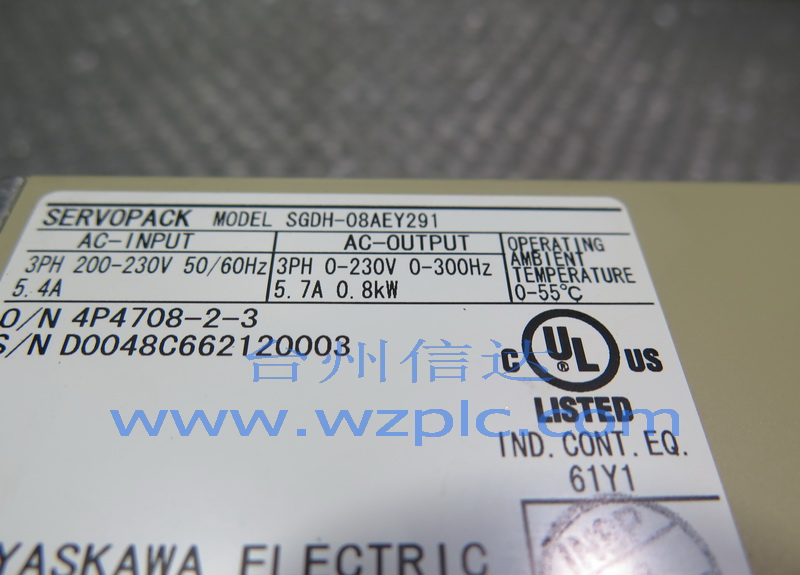 SERVOPACK MODEL SGDH-08AEY291
AC-INPUT AC-OUTPUT OPERATING AMBIENT TEMPERATURE
3PH 200-230V 50/60Hz 3PH 0-230V 0-300Hz
5.4A 5.7A 0.8kW 0-55℃
O/N 4P4708-2-3
S/N D0048C662120003
台州信达
www.wzplc.com
C UL US
®
LISTED
IND. CONT. EQ.
61Y1
INSP
YASKAWA ELECTRIC